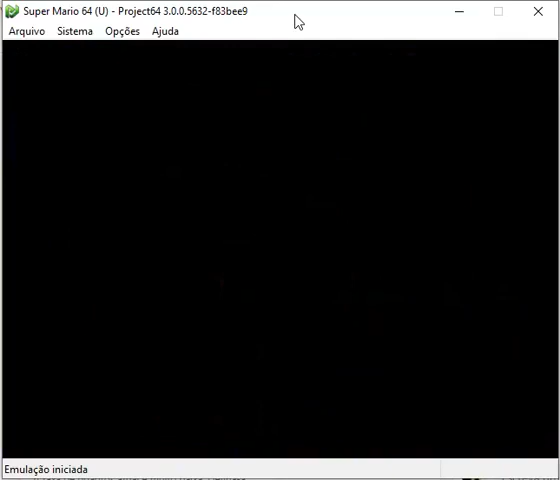 Super Mario 64 (U) - Project64 3.0.0.5632-f83bee9
Arquivo Sistema Opções Ajuda
Emulação iniciada